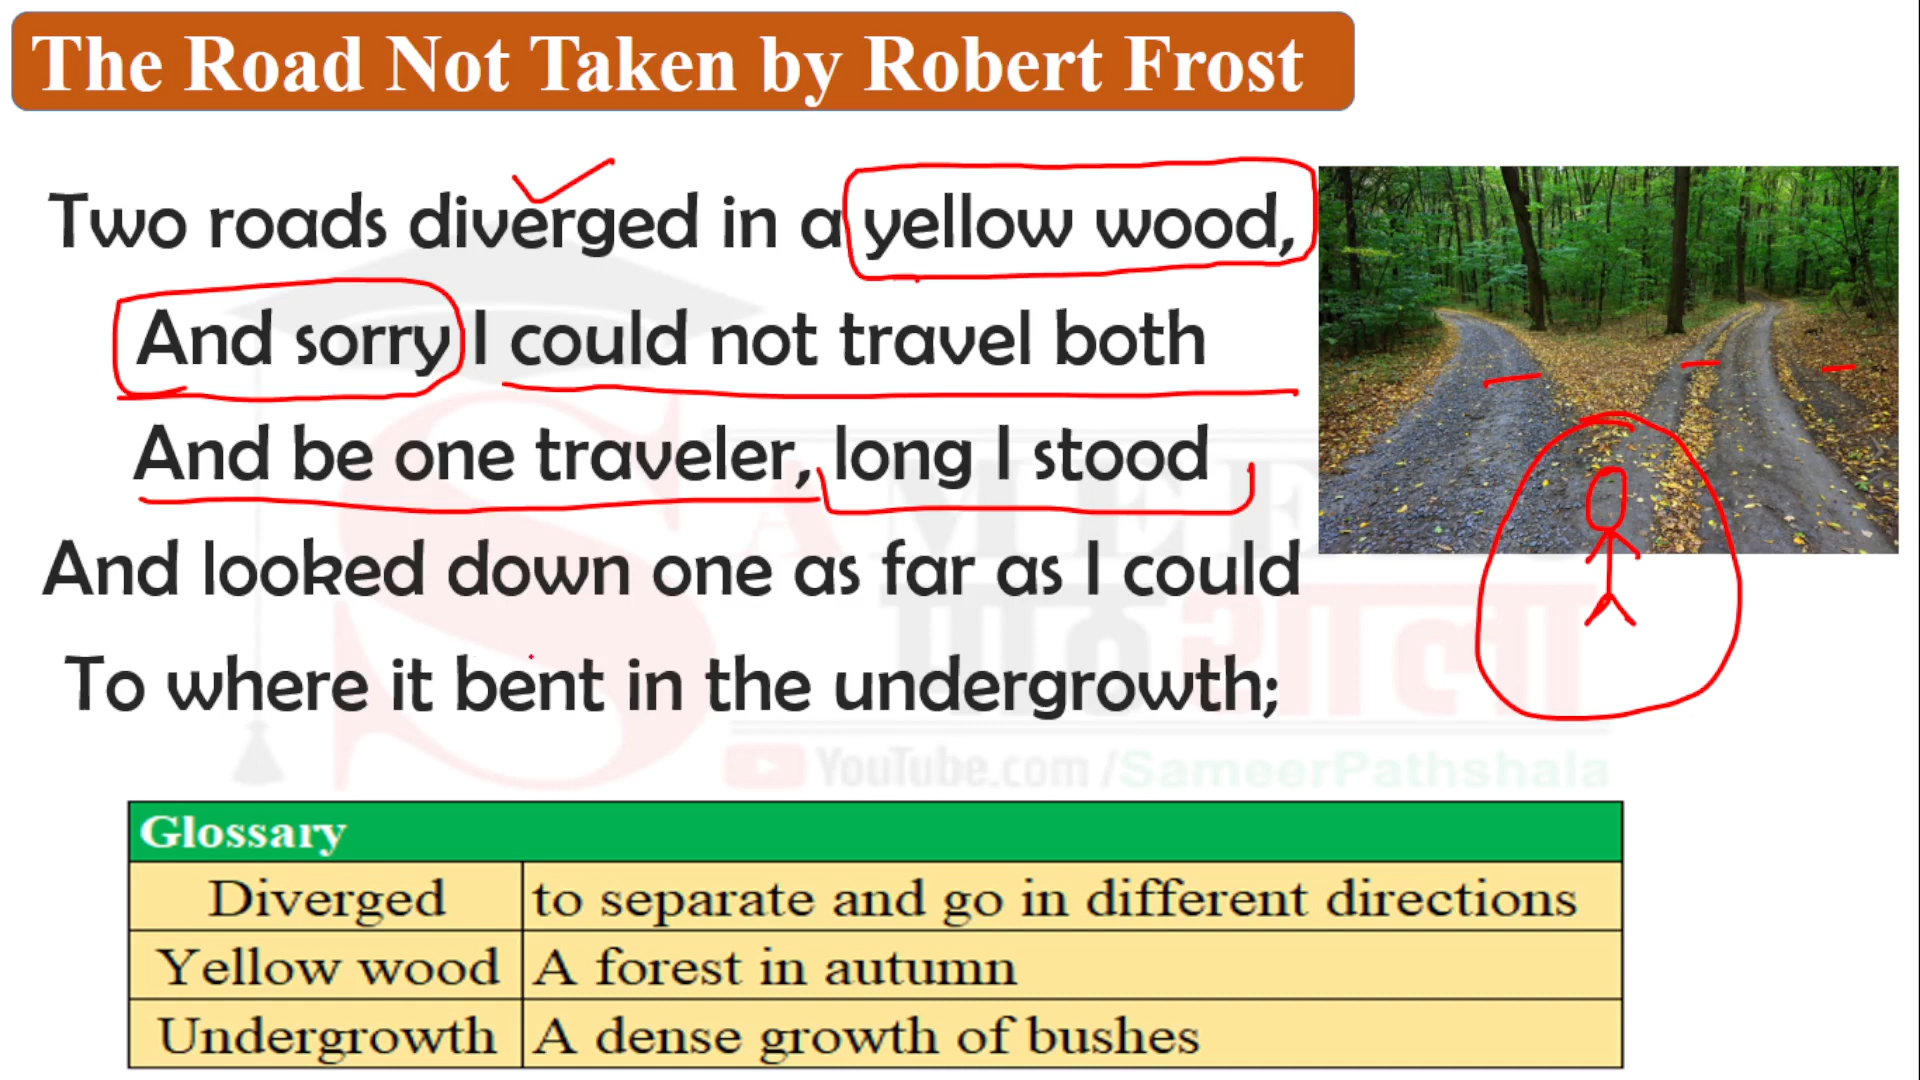 The Road Not Taken by Robert Frost
Two roads diverged in a yellow wood,
And sorry I could not travel both
And be one traveler, long I stood
And looked down one as far as I could
To where it bent in the undergrowth;
SAMEER
पाठशाला
YouTube.com /SameerPathshala
Glossary
Diverged to separate and go in different directions
Yellow wood A forest in autumn
Undergrowth A dense growth of bushes